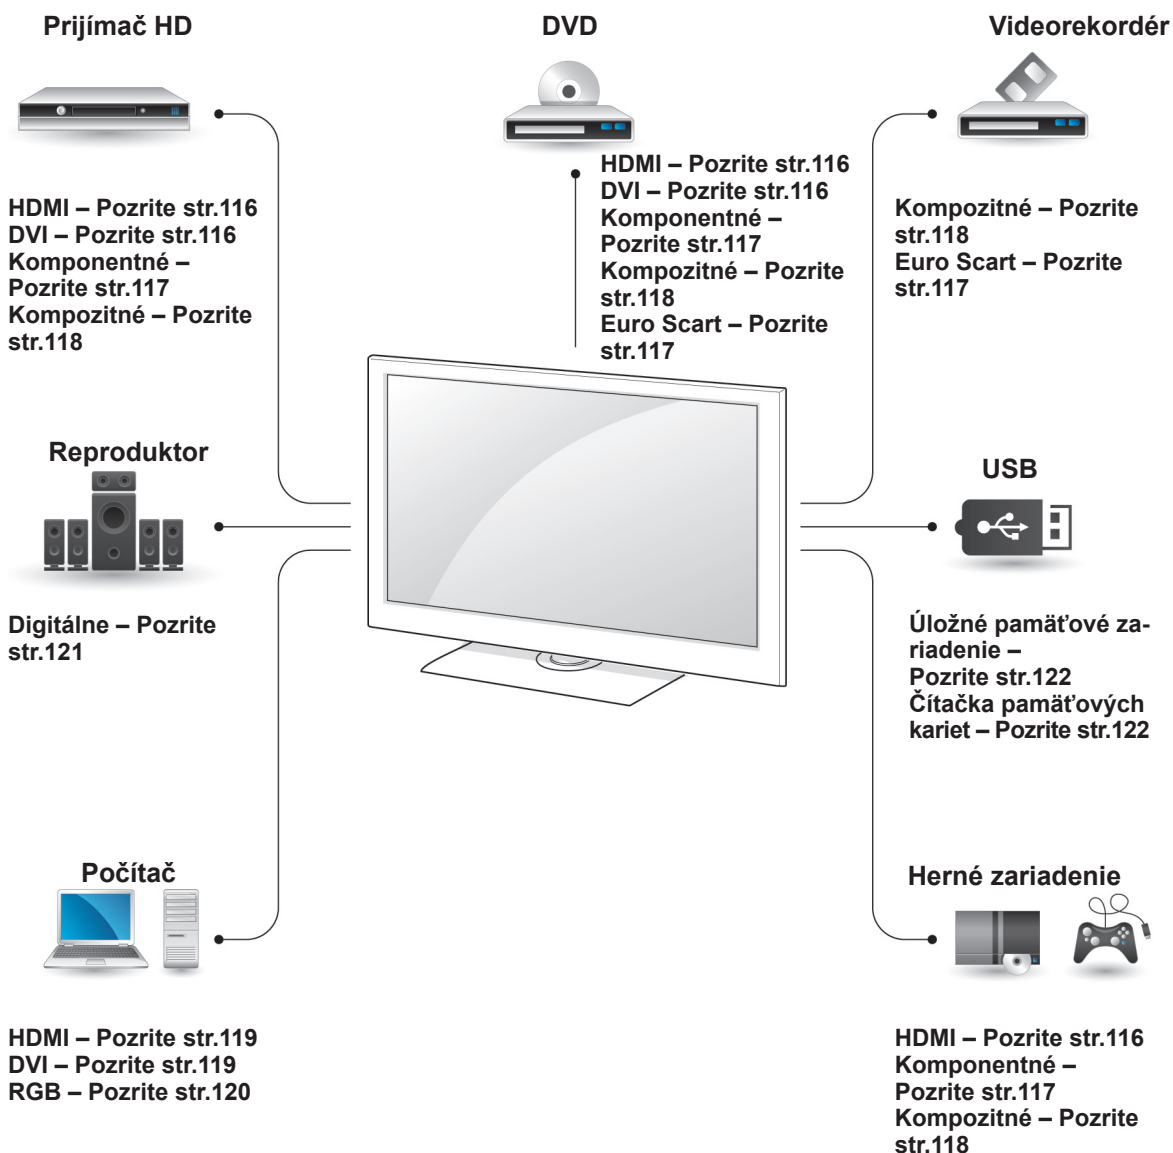 Prijímač HD
HDMI – Pozrite str.116
DVI – Pozrite str.116
Komponentné –
Pozrite str.117
Kompozitné – Pozrite
str.118
DVD
HDMI – Pozrite str.116
DVI – Pozrite str.116
Komponentné –
Pozrite str.117
Kompozitné – Pozrite
str.118
Euro Scart – Pozrite
str.117
Videorekordér
Kompozitné – Pozrite
str.118
Euro Scart – Pozrite
str.117
Reproduktor
Digitálne – Pozrite
str.121
USB
Úložné pamäťové za-
riadenie –
Pozrite str.122
Čítačka pamäťových
kariet – Pozrite str.122
Počítač
HDMI – Pozrite str.119
DVI – Pozrite str.119
RGB – Pozrite str.120
Herné zariadenie
HDMI – Pozrite str.116
Komponentné –
Pozrite str.117
Kompozitné – Pozrite
str.118